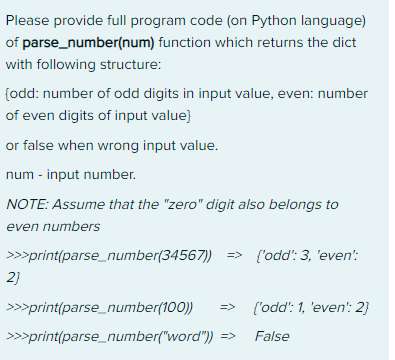 Please provide full program code (on Python language)
of parse_number(num) function which returns the dict
with following structure:
{odd: number of odd digits in input value, even: number
of even digits of input value}
or false when wrong input value.
num - input number.
NOTE: Assume that the "zero" digit also belongs to
even numbers
>>>print(parse_number(34567)) => {'odd': 3, 'even':
2}
>>>print(parse_number(100)) => {'odd': 1, 'even': 2}
>>>print(parse_number("word")) => False